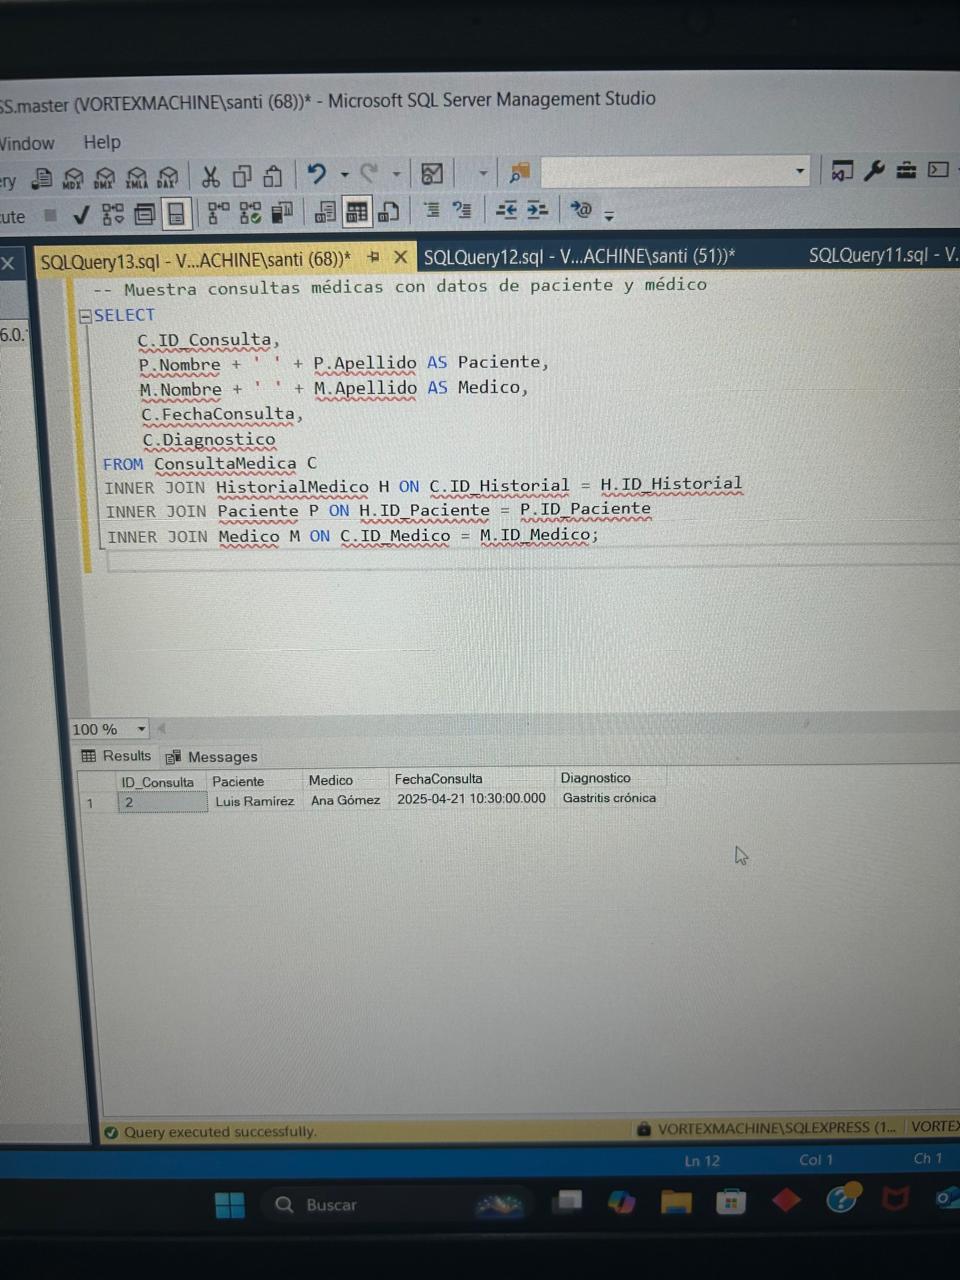 SS.master (VORTEXMACHINE\santi (68))* - Microsoft SQL Server Management Studio
Window Help
MDX DMX XMLA DAX
SQLQuery13.sql - V...ACHINE\santi (68))* SQLQuery12.sql - V...ACHINE\santi (51))* SQLQuery11.sql - V.
6.0.
-- Muestra consultas médicas con datos de paciente y médico
SELECT
C.ID_Consulta,
P.Nombre + ' ' + P.Apellido AS Paciente,
M.Nombre + ' ' + M.Apellido AS Medico,
C.FechaConsulta,
C.Diagnostico
FROM ConsultaMedica C
INNER JOIN HistorialMedico H ON C.ID_Historial = H.ID_Historial
INNER JOIN Paciente P ON H.ID_Paciente = P.ID_Paciente
INNER JOIN Medico M ON C.ID_Medico = M.ID_Medico;
100 %
Results Messages
ID_Consulta Paciente Medico FechaConsulta Diagnostico
1 2 Luis Ramírez Ana Gómez 2025-04-21 10:30:00.000 Gastritis crónica
Query executed successfully. VORTEXMACHINE\SQLEXPRESS (1... VORTEX
Ln 12 Col 1 Ch 1
Buscar